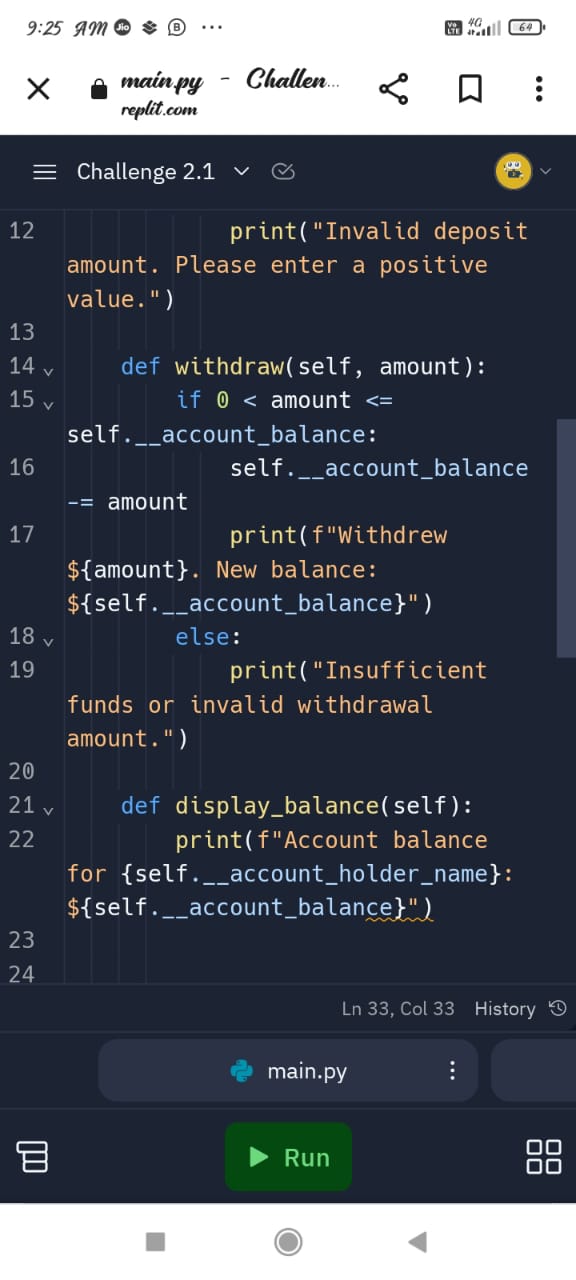 9:25 AM Jio B ... Vo LTE 4G 64
main.py - Challen...
replit.com
Challenge 2.1
12 print("Invalid deposit
amount. Please enter a positive
value.")
13
14 def withdraw(self, amount):
15 if 0 < amount <=
self.__account_balance:
16 self.__account_balance
-= amount
17 print(f"Withdrew
${amount}. New balance:
${self.__account_balance}")
18 else:
19 print("Insufficient
funds or invalid withdrawal
amount.")
20
21 def display_balance(self):
22 print(f"Account balance
for {self.__account_holder_name}:
${self.__account_balance}")
23
24
Ln 33, Col 33 History
main.py
Run